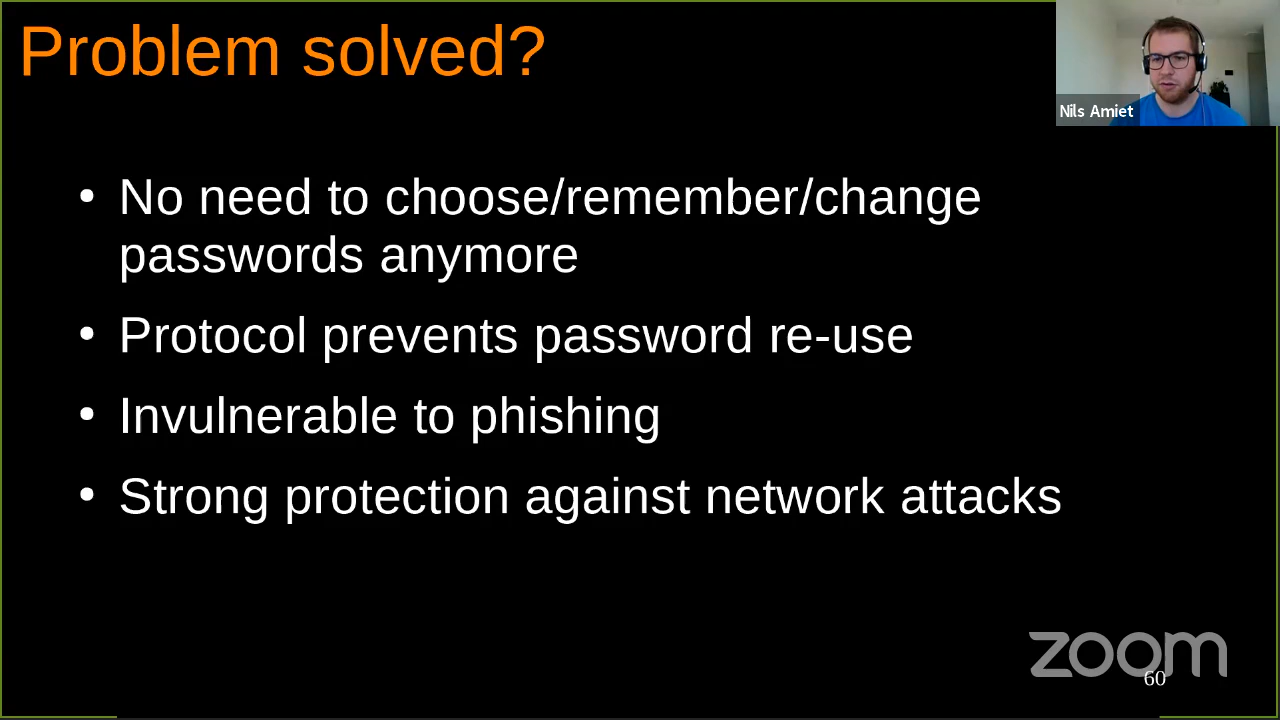 Problem solved?
Nils Amiet
• No need to choose/remember/change
passwords anymore
• Protocol prevents password re-use
• Invulnerable to phishing
• Strong protection against network attacks
zoom
60